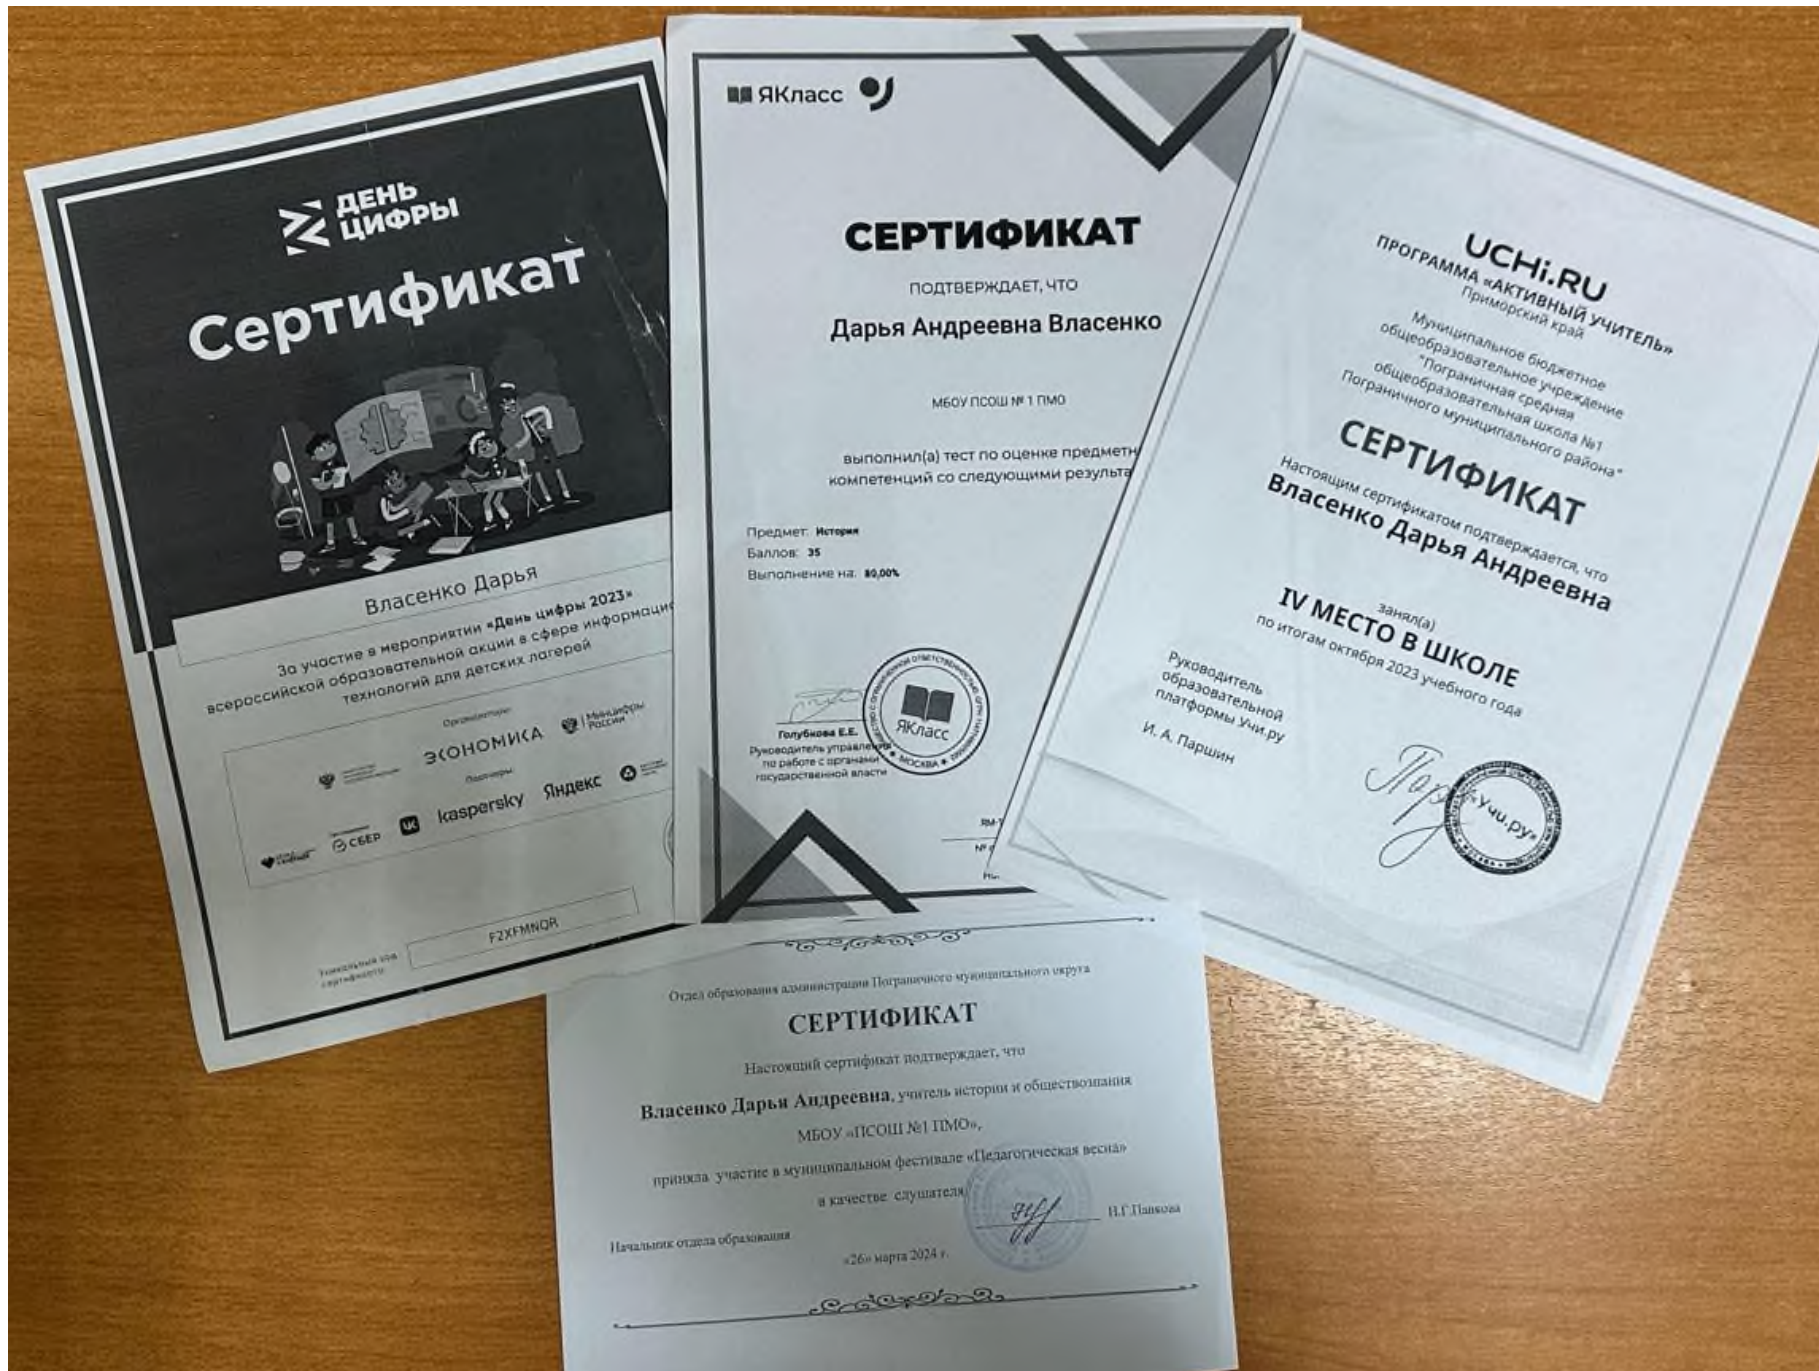 ДЕНЬ
ЦИФРЫ
Сертификат
Власенко Дарья
За участие в мероприятии «День цифры 2023»
всероссийской образовательной акции в сфере информацио
технологий для детских лагерей
Организаторы:
ЭКОНОМИКА
Минцифры
России
Партнеры:
СБЕР
kaspersky
Яндекс
Уникальный код
сертификата:
F2XFMNQR
ЯКласс
СЕРТИФИКАТ
ПОДТВЕРЖДАЕТ, ЧТО
Дарья Андреевна Власенко
МБОУ ПСОШ № 1 ПМО
выполнил(а) тест по оценке предметн
компетенций со следующими результа
Предмет: История
Баллов: 35
Выполнение на: 80,00%
Голубкова Е.Е.
Руководитель управления
по работе с органами
государственной власти
ЯКласс
МОСКВА
UCHi.RU
ПРОГРАММА «АКТИВНЫЙ УЧИТЕЛЬ»
Приморский край
Муниципальное бюджетное
общеобразовательное учреждение
"Пограничная средняя
общеобразовательная школа №1
Пограничного муниципального района"
СЕРТИФИКАТ
Настоящим сертификатом подтверждается, что
Власенко Дарья Андреевна
занял(а)
IV МЕСТО В ШКОЛЕ
по итогам октября 2023 учебного года
Руководитель
образовательной
платформы Учи.ру
И. А. Паршин
«Учи.ру»
Отдел образования администрации Пограничного муниципального округа
СЕРТИФИКАТ
Настоящий сертификат подтверждает, что
Власенко Дарья Андреевна, учитель истории и обществознания
МБОУ «ПСОШ №1 ПМО»,
приняла участие в муниципальном фестивале «Педагогическая весна»
в качестве слушателя
Начальник отдела образования
Н.Г.Панкова
«26» марта 2024 г.